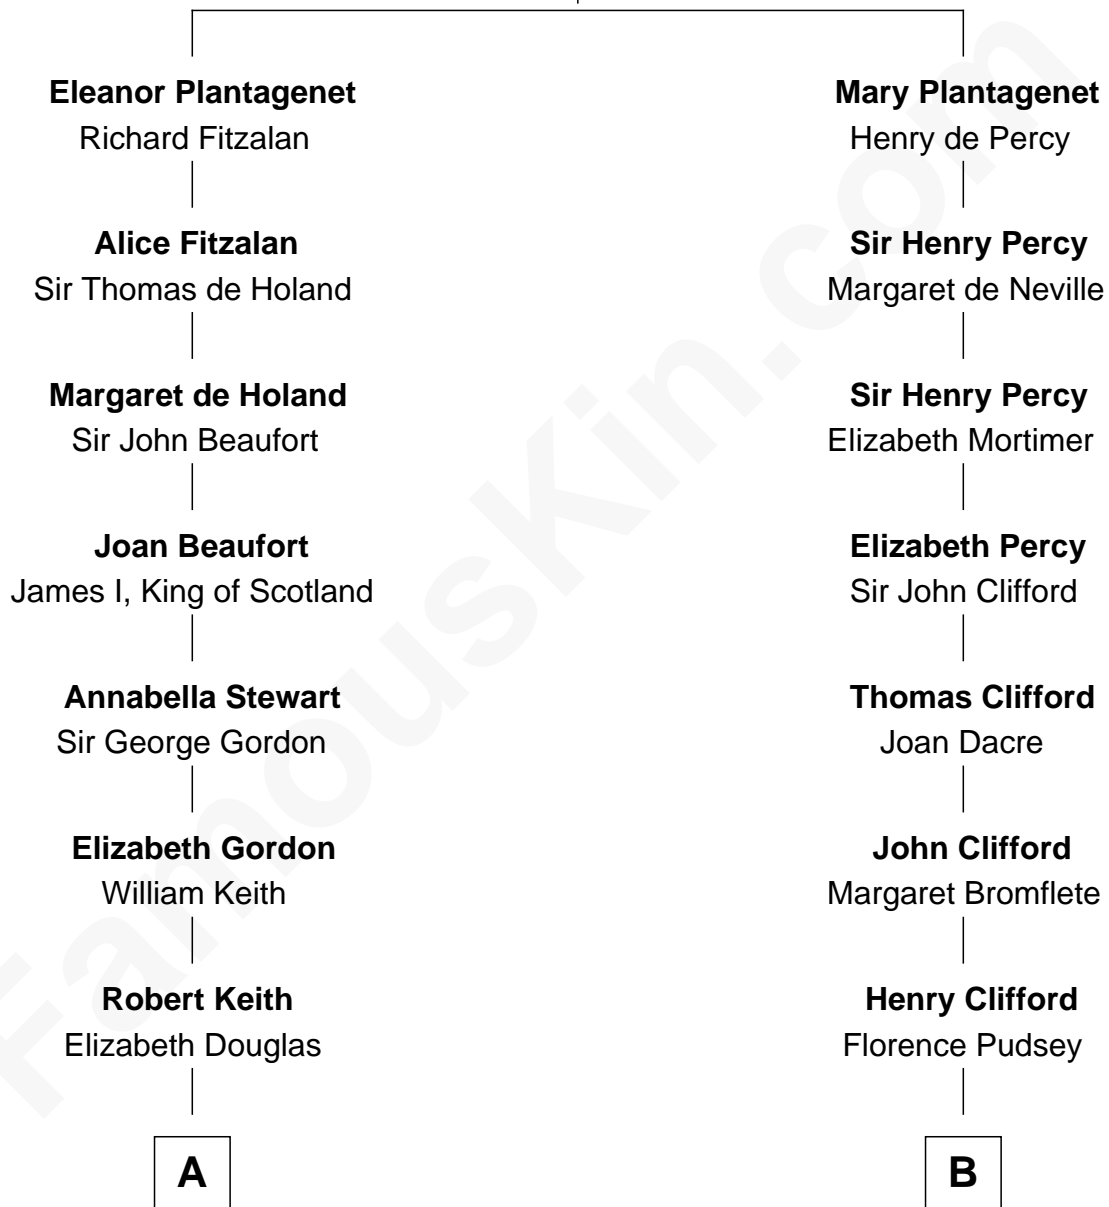 Eleanor Plantagenet
Richard Fitzalan
Alice Fitzalan
Sir Thomas de Holand
Margaret de Holand
Sir John Beaufort
Joan Beaufort
James I, King of Scotland
Annabella Stewart
Sir George Gordon
Elizabeth Gordon
William Keith
Robert Keith
Elizabeth Douglas
A
Mary Plantagenet
Henry de Percy
Sir Henry Percy
Margaret de Neville
Sir Henry Percy
Elizabeth Mortimer
Elizabeth Percy
Sir John Clifford
Thomas Clifford
Joan Dacre
John Clifford
Margaret Bromflete
Henry Clifford
Florence Pudsey
B
FamousKin.com